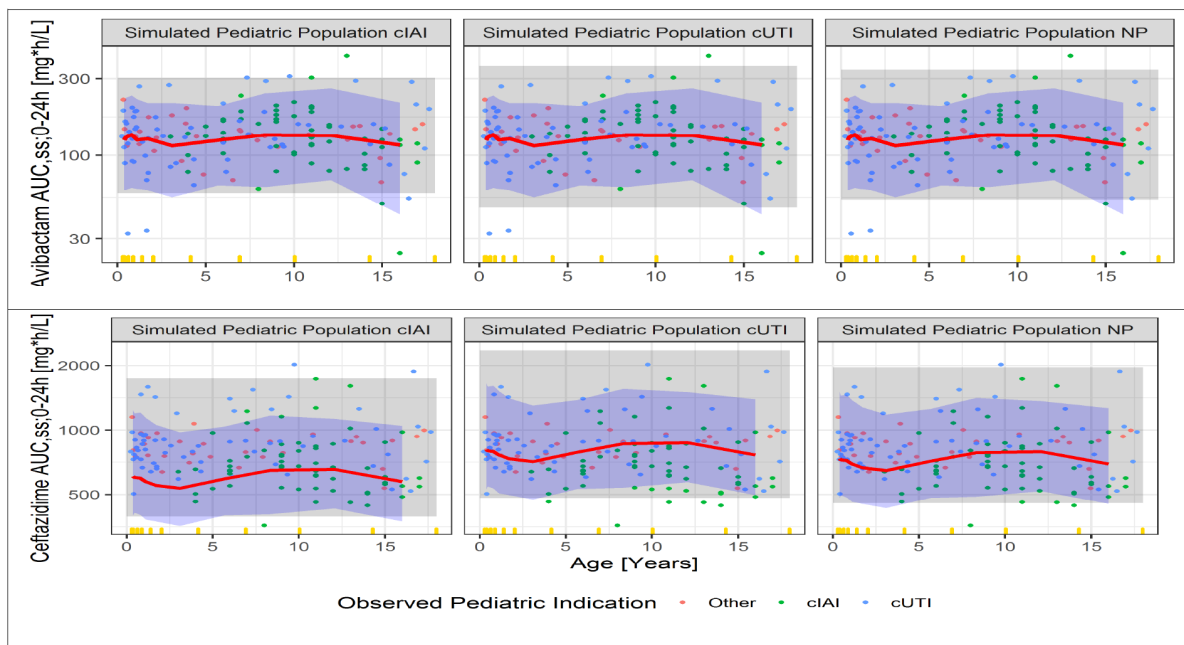 Simulated Pediatric Population cIAI
Simulated Pediatric Population cUTI
Simulated Pediatric Population NP
Avibactam AUC,ss;0-24h [mg*h/L]
300
100
30
0 5 10 15
0 5 10 15
0 5 10 15
Simulated Pediatric Population cIAI
Simulated Pediatric Population cUTI
Simulated Pediatric Population NP
Ceftazidine AUC,ss;0-24h [mg*h/L]
2000
1000
500
0 5 10 15
0 5 10 15
0 5 10 15
Age [Years]
Observed Pediatric Indication Other cIAI cUTI